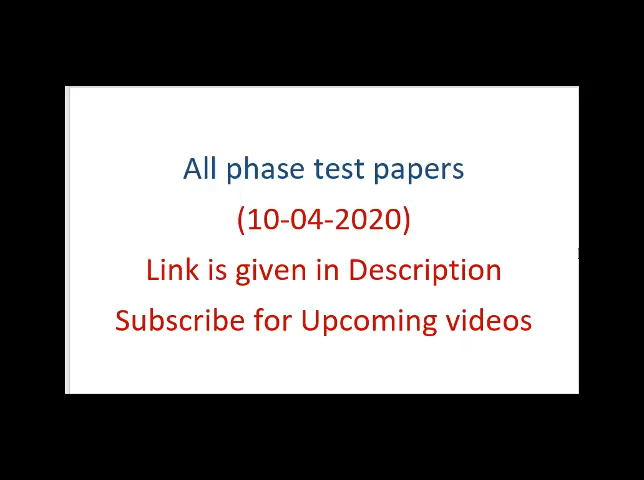 All phase test papers
(10-04-2020)
Link is given in Description
Subscribe for Upcoming videos